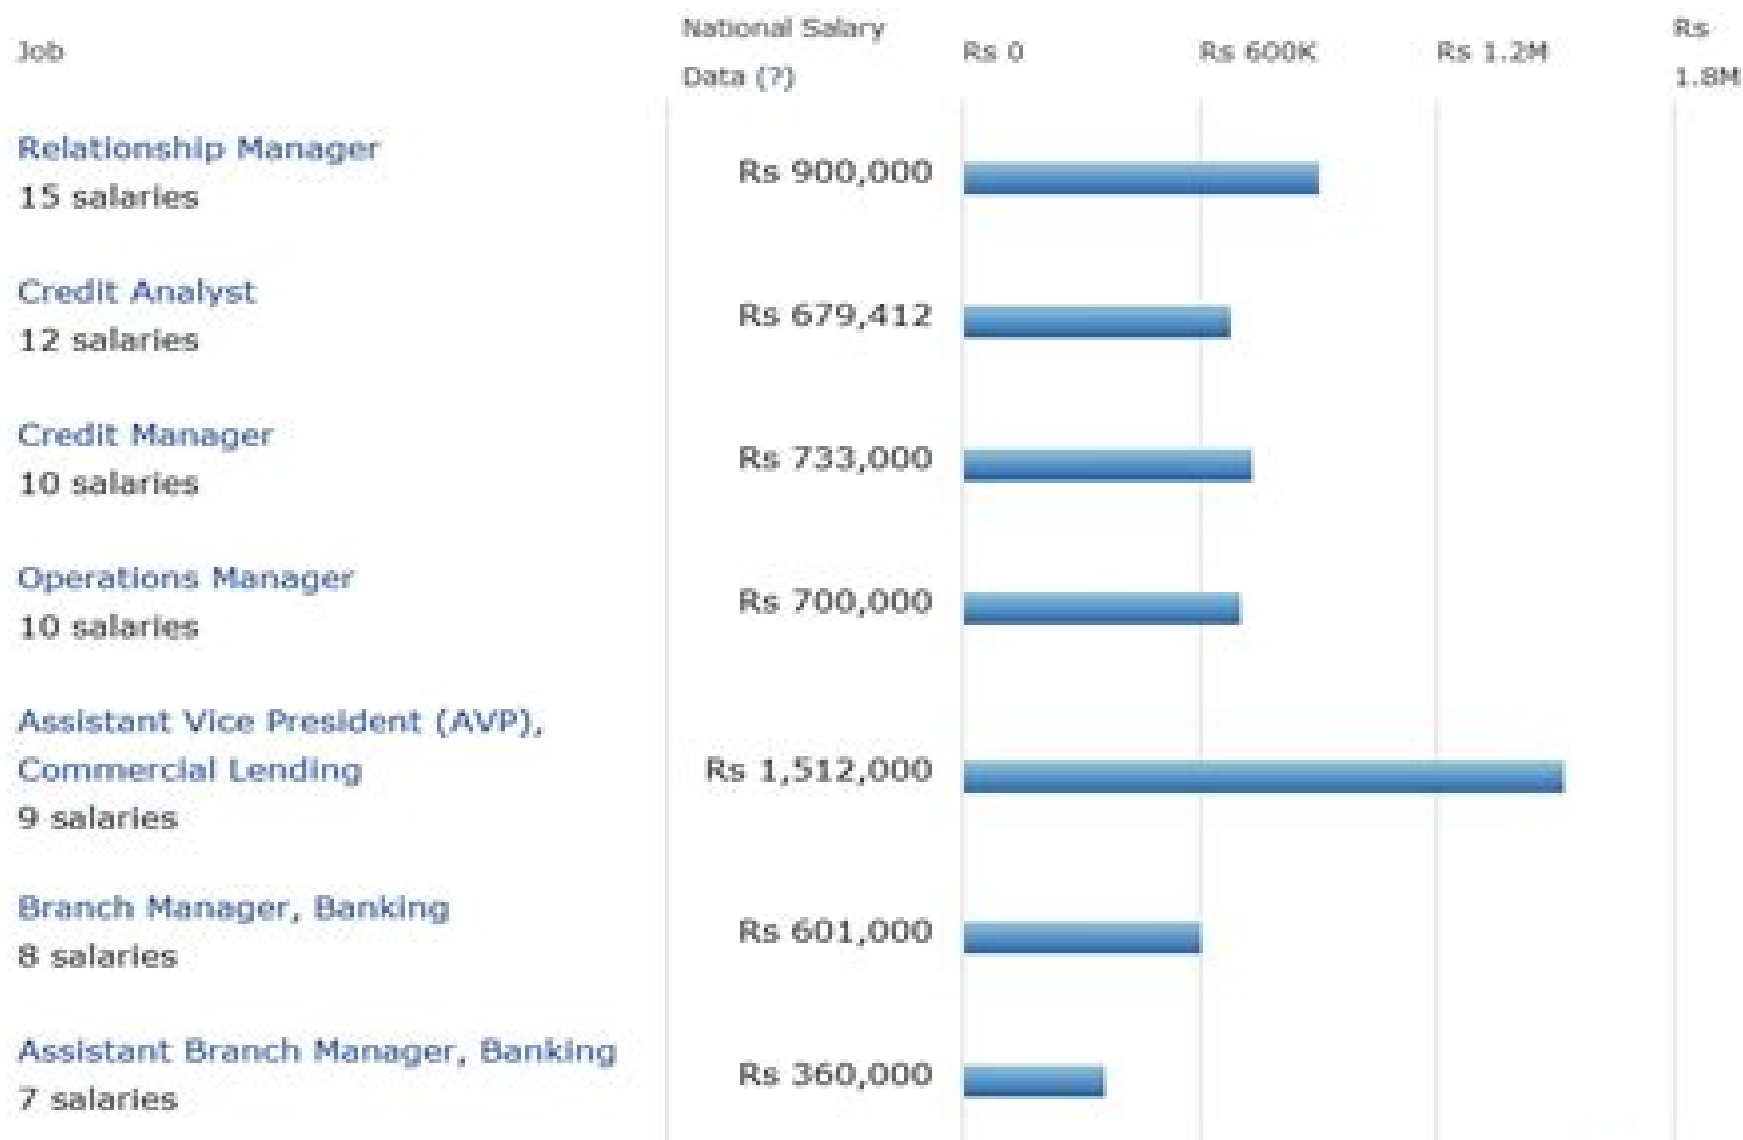 Job
National Salary
Data (?)
Rs 0
Rs 600K
Rs 1.2M
Rs
1.8M
Relationship Manager
15 salaries
Rs 900,000
Credit Analyst
12 salaries
Rs 679,412
Credit Manager
10 salaries
Rs 733,000
Operations Manager
10 salaries
Rs 700,000
Assistant Vice President (AVP),
Commercial Lending
9 salaries
Rs 1,512,000
Branch Manager, Banking
8 salaries
Rs 601,000
Assistant Branch Manager, Banking
7 salaries
Rs 360,000